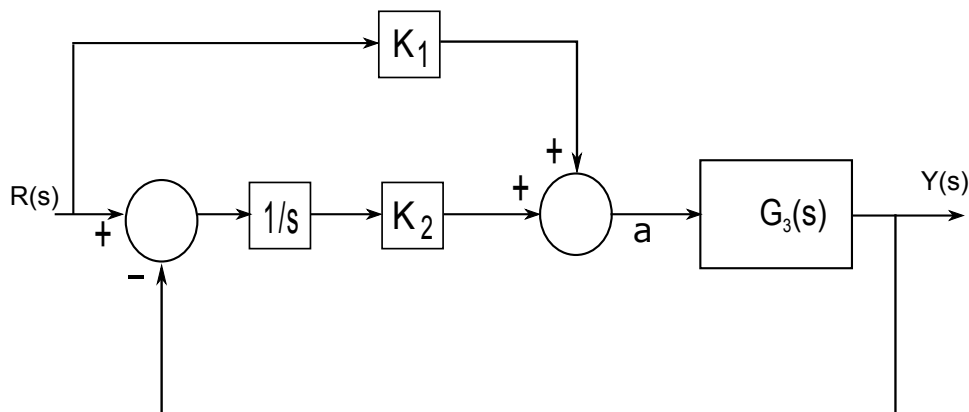 K₁
+
R(s)
+
-
1/s
K₂
+
a
G₃(s)
Y(s)